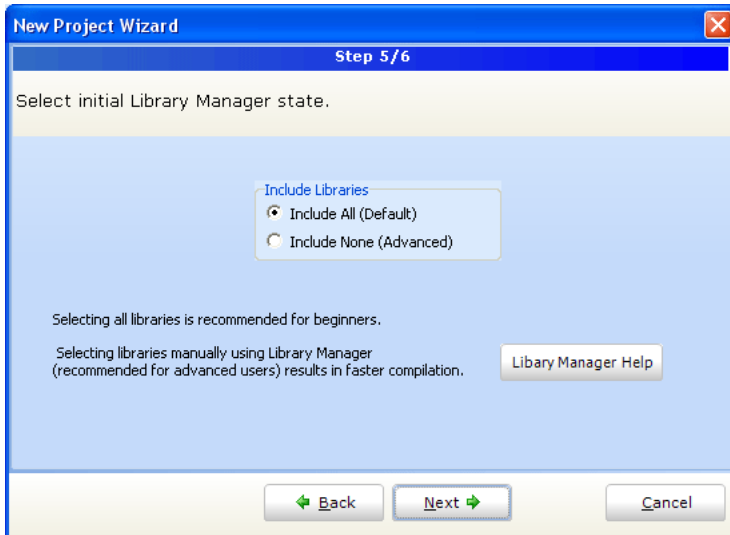 New Project Wizard
Step 5/6
Select initial Library Manager state.
Include Libraries
Include All (Default)
Include None (Advanced)
Selecting all libraries is recommended for beginners.
Selecting libraries manually using Library Manager
(recommended for advanced users) results in faster compilation.
Libary Manager Help
Back
Next
Cancel